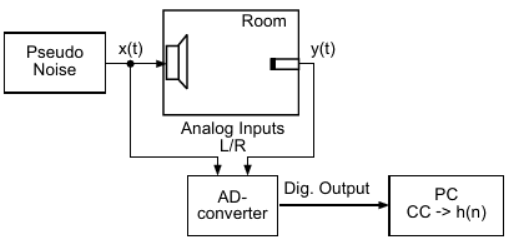 Room
Pseudo
Noise
x(t)
y(t)
Analog Inputs
L/R
AD-
converter
Dig. Output
PC
CC -> h(n)